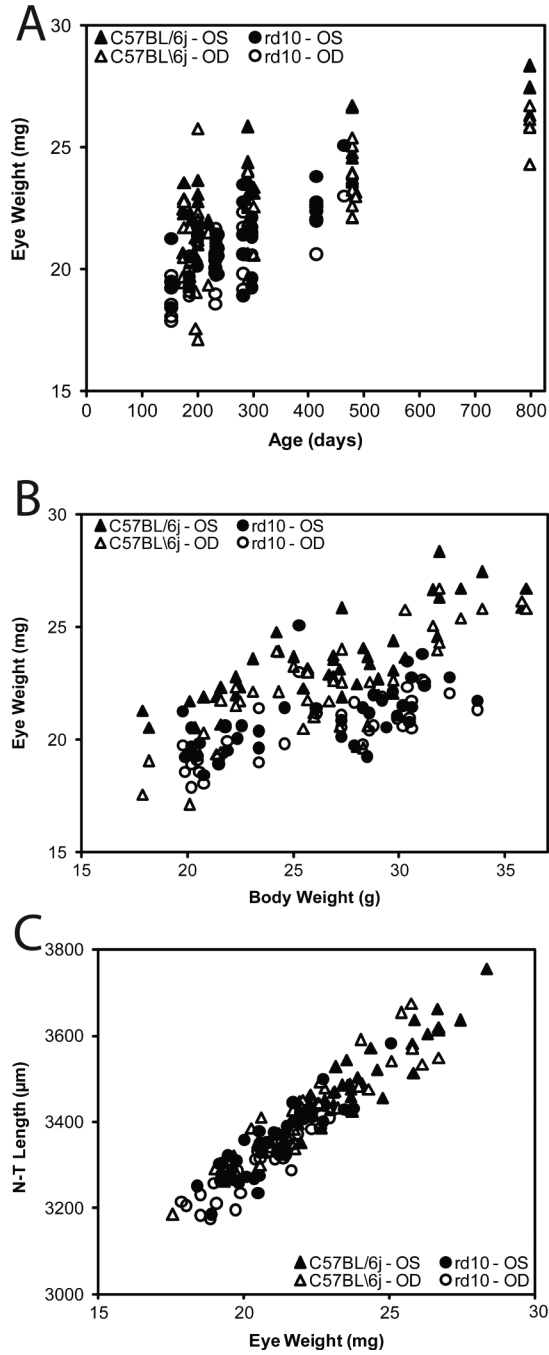 A
30
▲ C57BL/6j - OS ● rd10 - OS
△ C57BL\6j - OD ○ rd10 - OD
25
Eye Weight (mg)
20
15
0 100 200 300 400 500 600 700 800
Age (days)
B
30
▲ C57BL/6j - OS ● rd10 - OS
△ C57BL\6j - OD ○ rd10 - OD
25
Eye Weight (mg)
20
15
15 20 25 30 35
Body Weight (g)
C
3800
3600
N-T Length (µm)
3400
3200
▲ C57BL/6j - OS ● rd10 - OS
△ C57BL\6j - OD ○ rd10 - OD
3000
15 20 25 30
Eye Weight (mg)